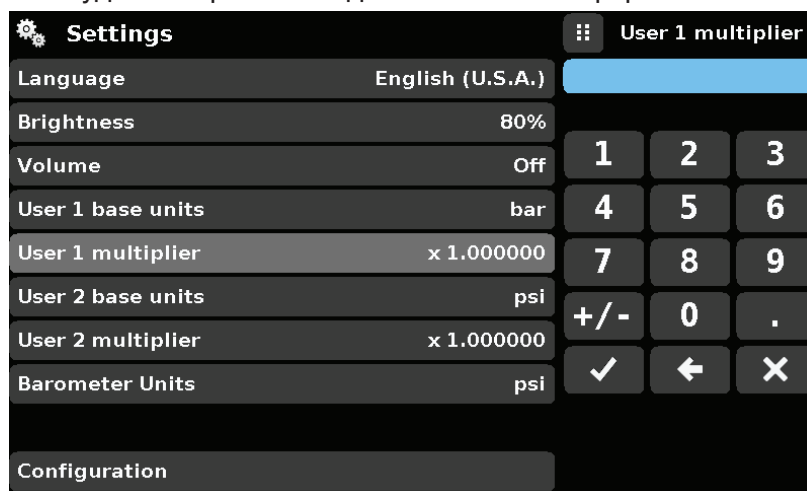 Settings
Language English (U.S.A.)
Brightness 80%
Volume Off
User 1 base units bar
User 1 multiplier x 1.000000
User 2 base units psi
User 2 multiplier x 1.000000
Barometer Units psi
Configuration
User 1 multiplier
1 2 3
4 5 6
7 8 9
+/- 0 .